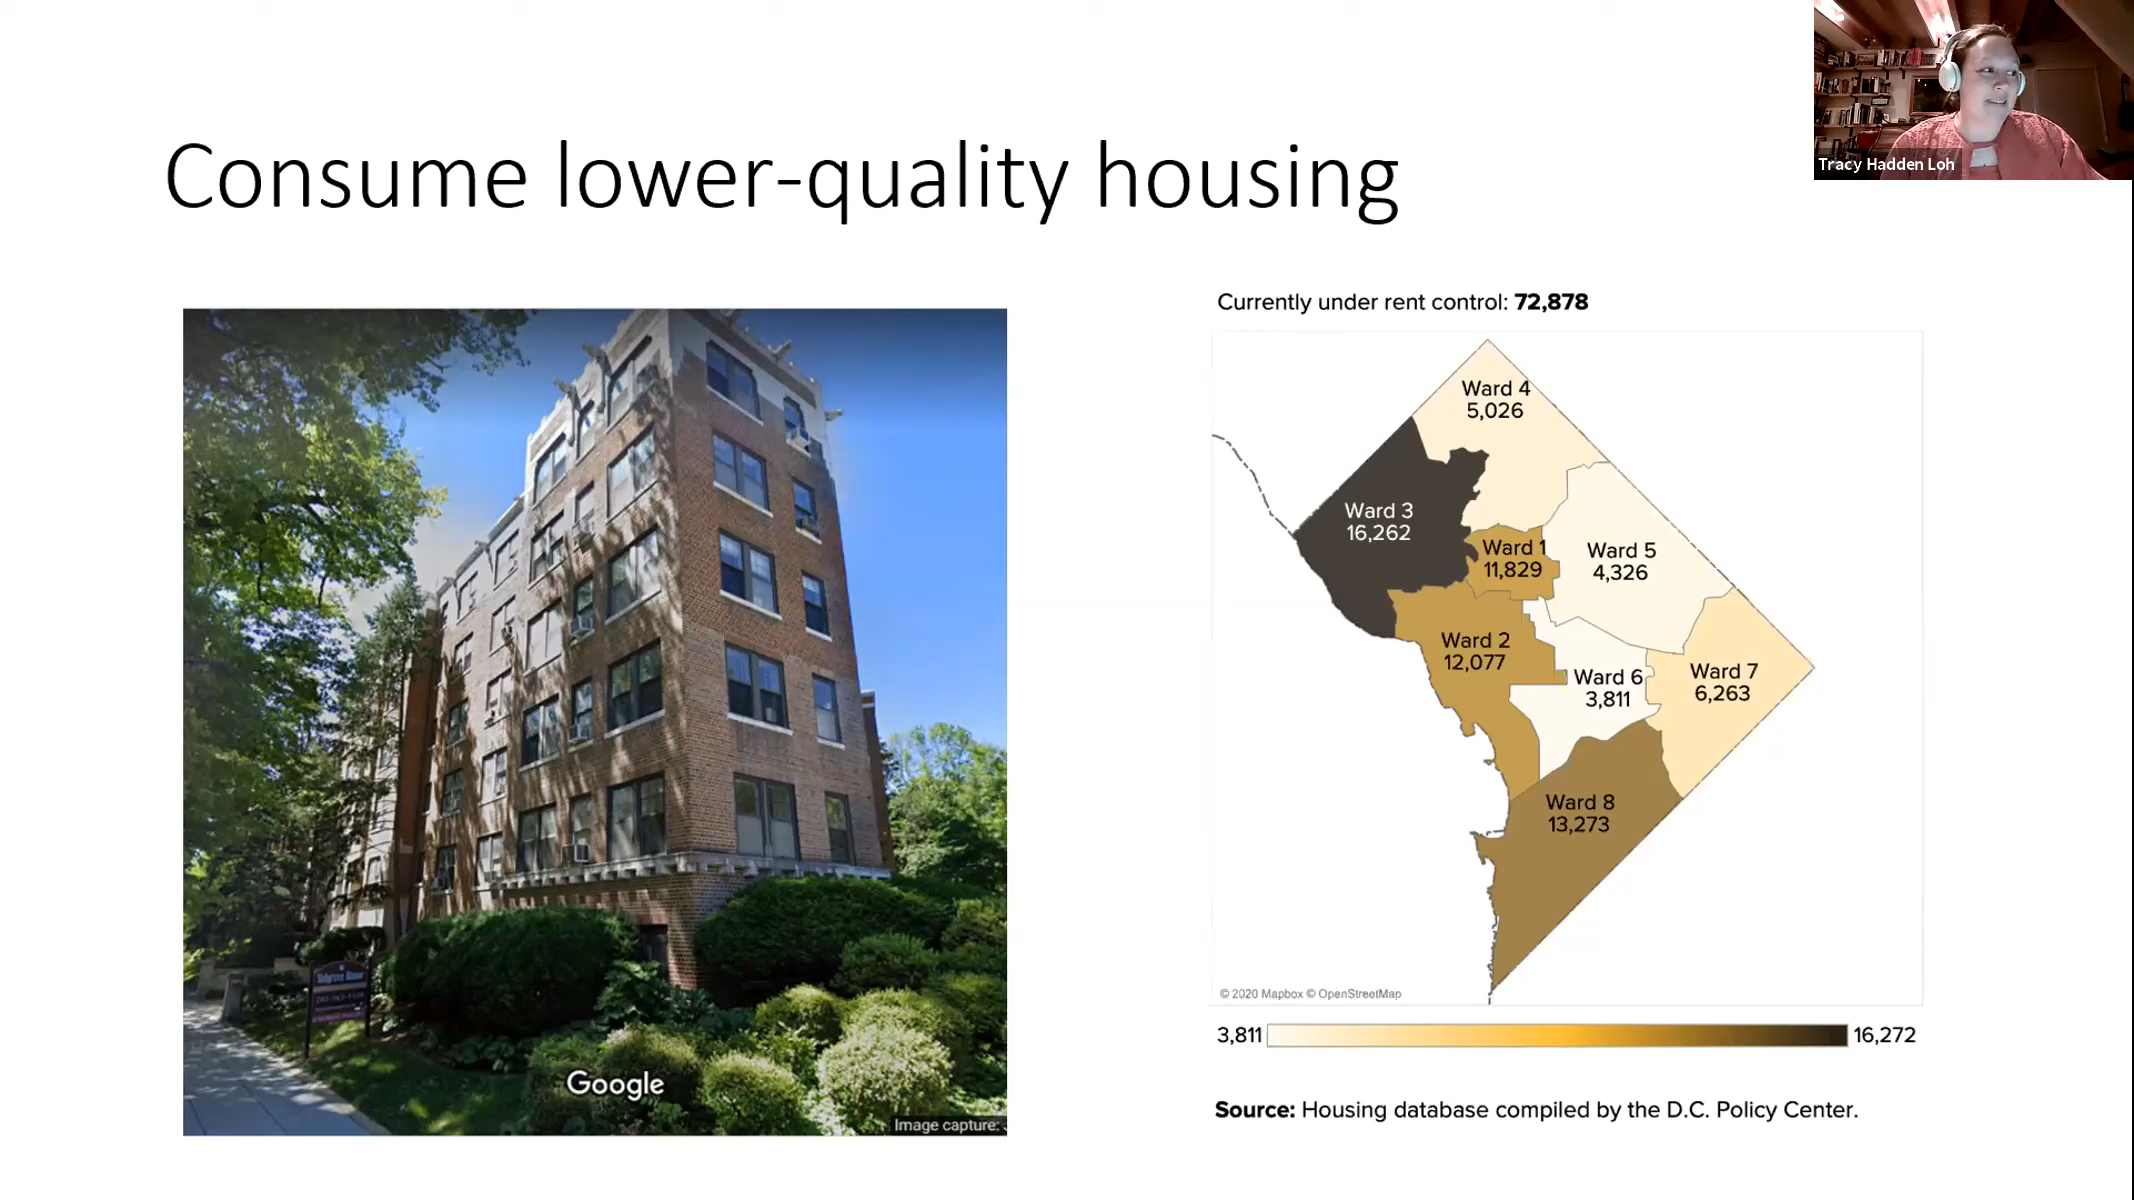 Tracy Hadden Loh
Consume lower-quality housing
Google
Image capture:
Currently under rent control: 72,878
Ward 4
5,026
Ward 3
16,262
Ward 1
11,829
Ward 5
4,326
Ward 2
12,077
Ward 6
3,811
Ward 7
6,263
Ward 8
13,273
© 2020 Mapbox © OpenStreetMap
3,811
16,272
Source: Housing database compiled by the D.C. Policy Center.